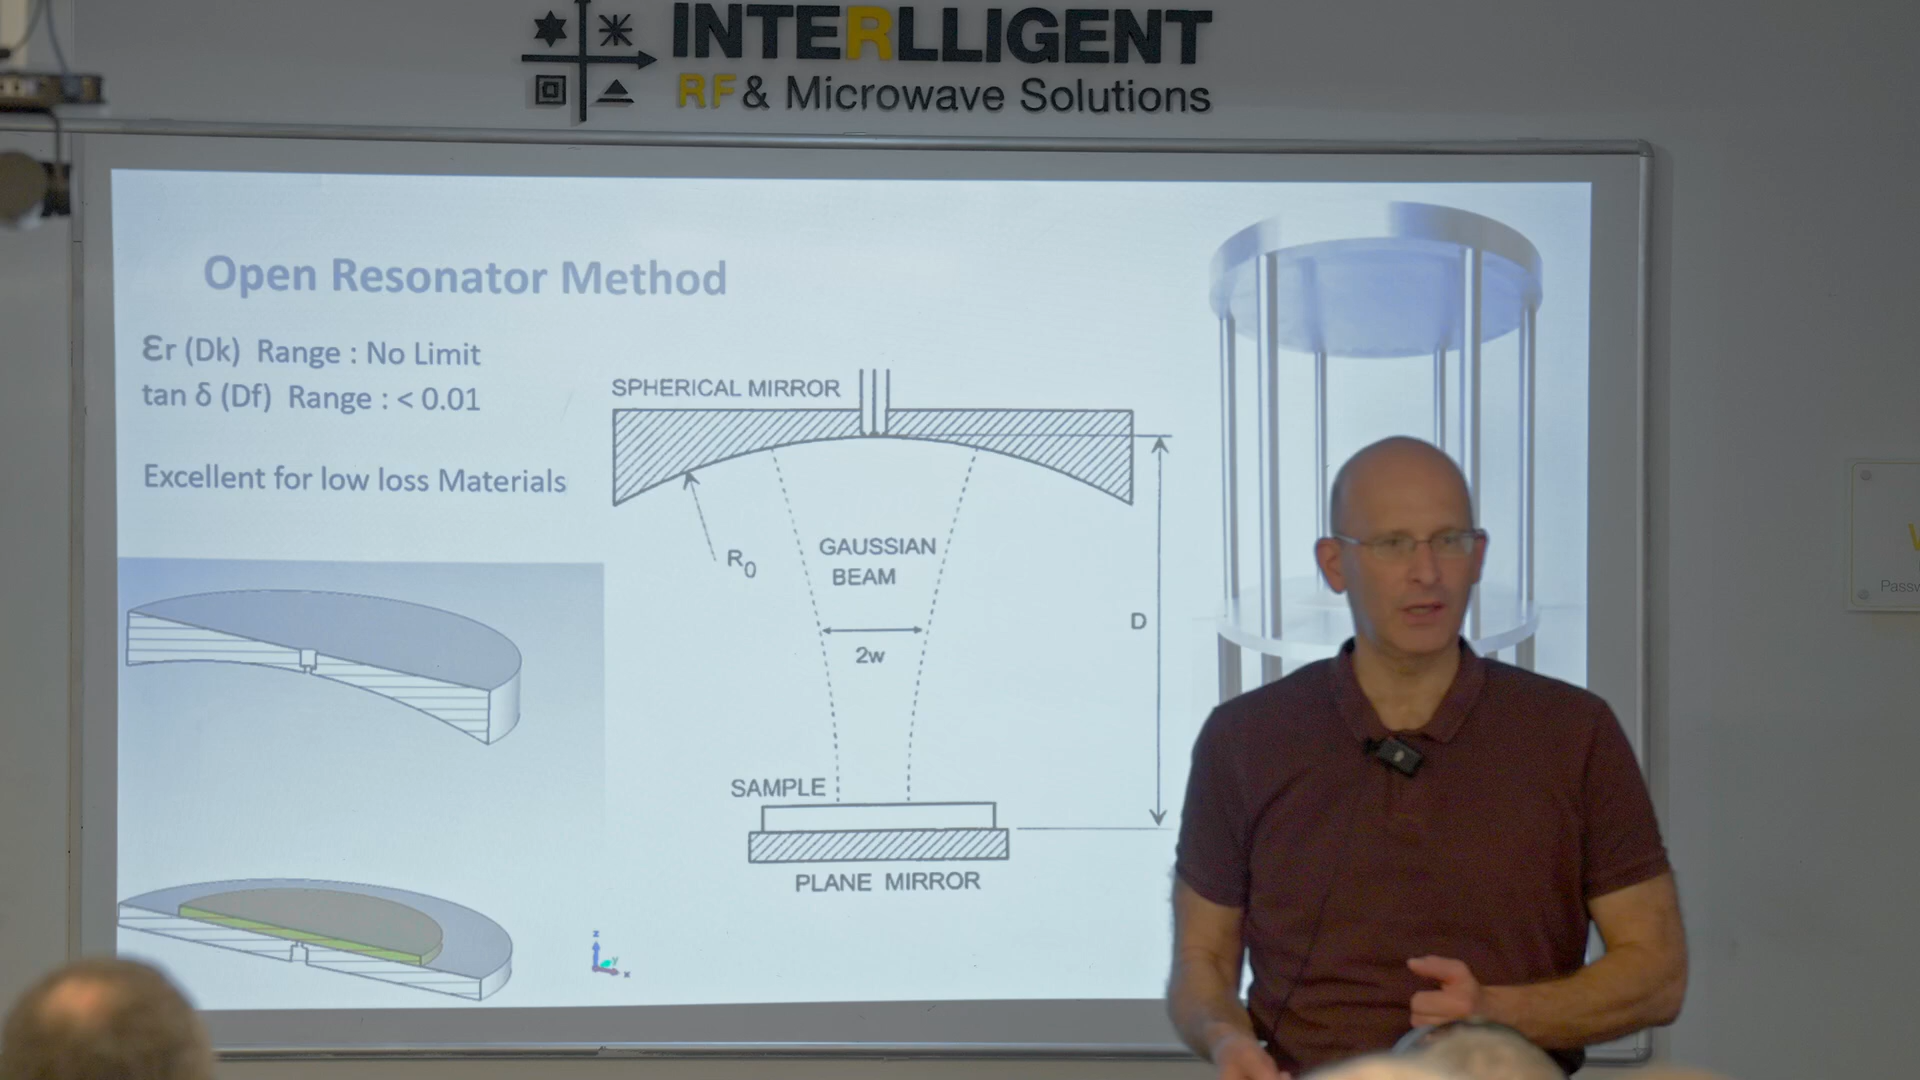 INTERLLIGENT
RF & Microwave Solutions
Open Resonator Method
Ɛr (Dk) Range : No Limit
tan δ (Df) Range : < 0.01
Excellent for low loss Materials
SPHERICAL MIRROR
R0
GAUSSIAN
BEAM
2w
D
SAMPLE
PLANE MIRROR
z
y
x